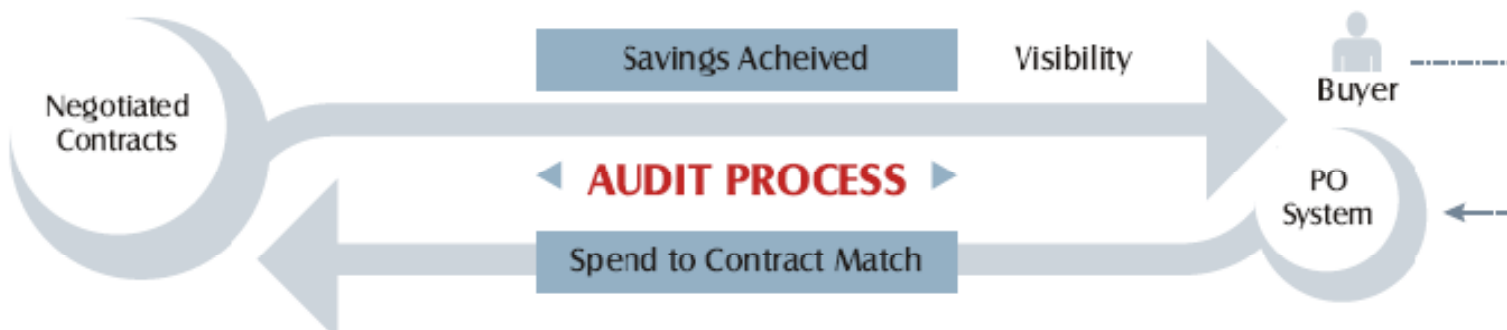 Savings Acheived
Visibility
Buyer
Negotiated
Contracts
AUDIT PROCESS
PO
System
Spend to Contract Match